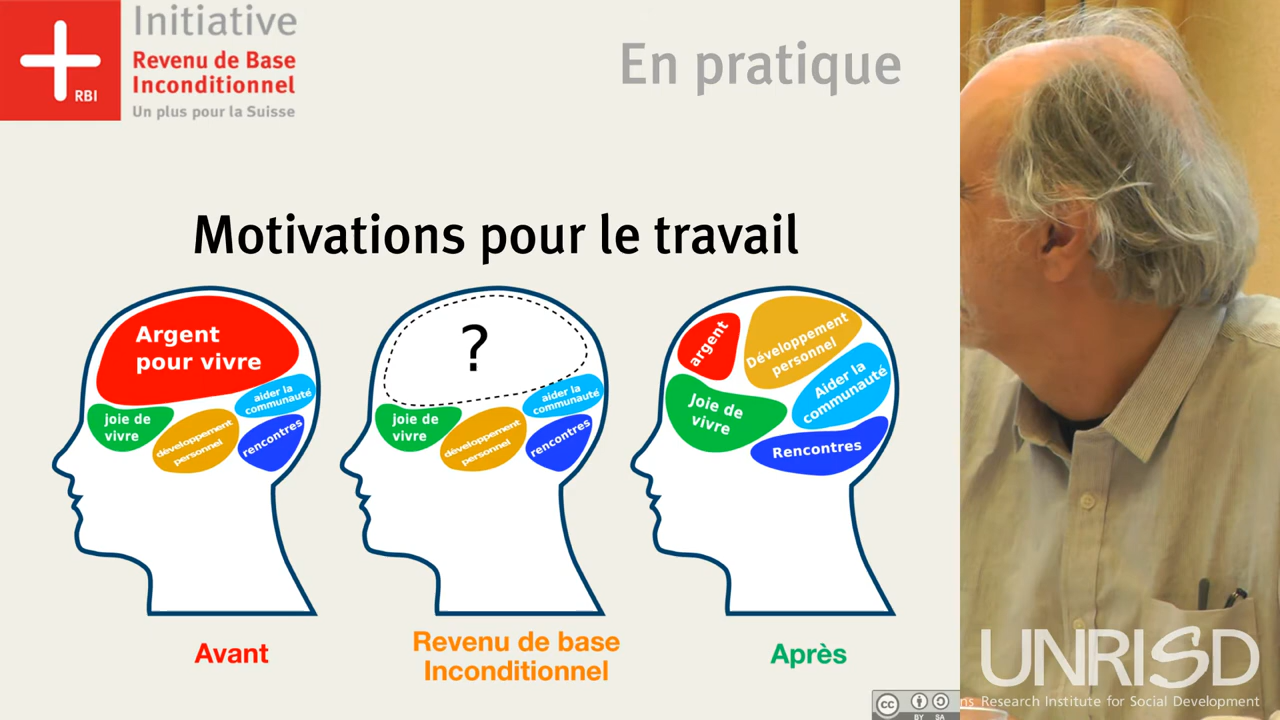 Initiative
Revenu de Base
Inconditionnel
Un plus pour la Suisse
RBI
En pratique
Motivations pour le travail
Argent
pour vivre
aider la
communauté
joie de
vivre
développement
personnel
rencontres
?
aider la
communauté
joie de
vivre
développement
personnel
rencontres
argent
Développement
personnel
Aider la
communauté
Joie de
vivre
Rencontres
Avant
Revenu de base
Inconditionnel
Après
cc
BY SA
UNRISD
ns Research Institute for Social Development